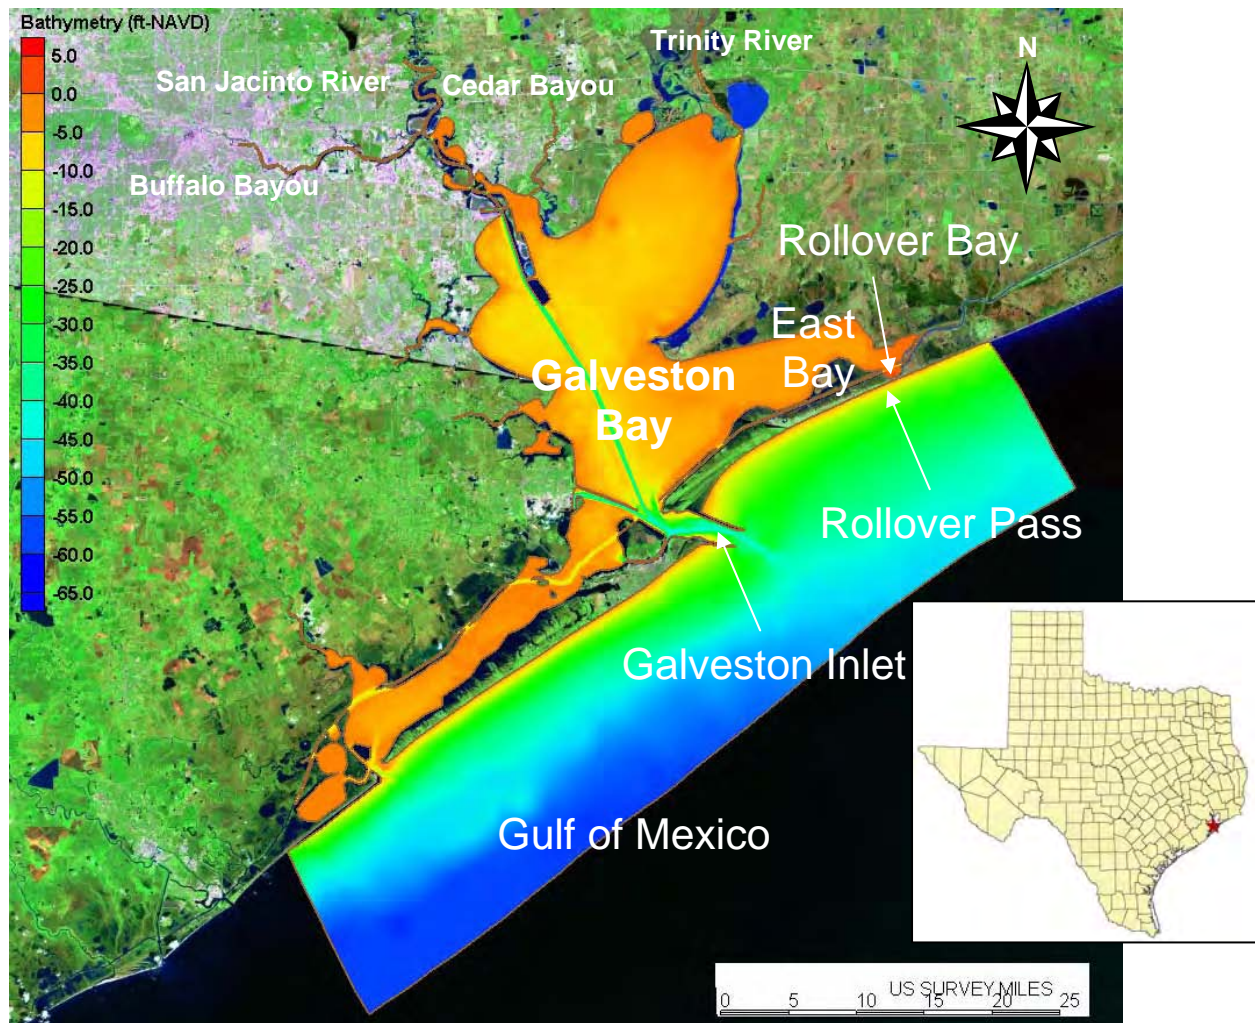 Bathymetry (ft-NAVD)
5.0
0.0
-5.0
-10.0
-15.0
-20.0
-25.0
-30.0
-35.0
-40.0
-45.0
-50.0
-55.0
-60.0
-65.0
Trinity River
San Jacinto River
Cedar Bayou
Buffalo Bayou
N
Rollover Bay
East
Bay
Galveston
Bay
Rollover Pass
Galveston Inlet
Gulf of Mexico
US SURVEY MILES
0 5 10 15 20 25